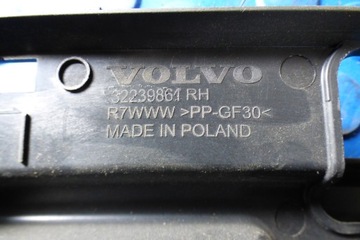 VOLVO
32239861 RH
R7WWW >PP-GF30<
MADE IN POLAND